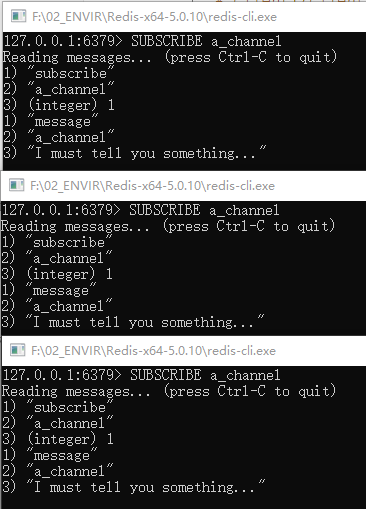 F:\02_ENVIR\Redis-x64-5.0.10\redis-cli.exe
127.0.0.1:6379> SUBSCRIBE a_channel
Reading messages... (press Ctrl-C to quit)
1) "subscribe"
2) "a_channel"
3) (integer) 1
1) "message"
2) "a_channel"
3) "I must tell you something..."
F:\02_ENVIR\Redis-x64-5.0.10\redis-cli.exe
127.0.0.1:6379> SUBSCRIBE a_channel
Reading messages... (press Ctrl-C to quit)
1) "subscribe"
2) "a_channel"
3) (integer) 1
1) "message"
2) "a_channel"
3) "I must tell you something..."
F:\02_ENVIR\Redis-x64-5.0.10\redis-cli.exe
127.0.0.1:6379> SUBSCRIBE a_channel
Reading messages... (press Ctrl-C to quit)
1) "subscribe"
2) "a_channel"
3) (integer) 1
1) "message"
2) "a_channel"
3) "I must tell you something..."